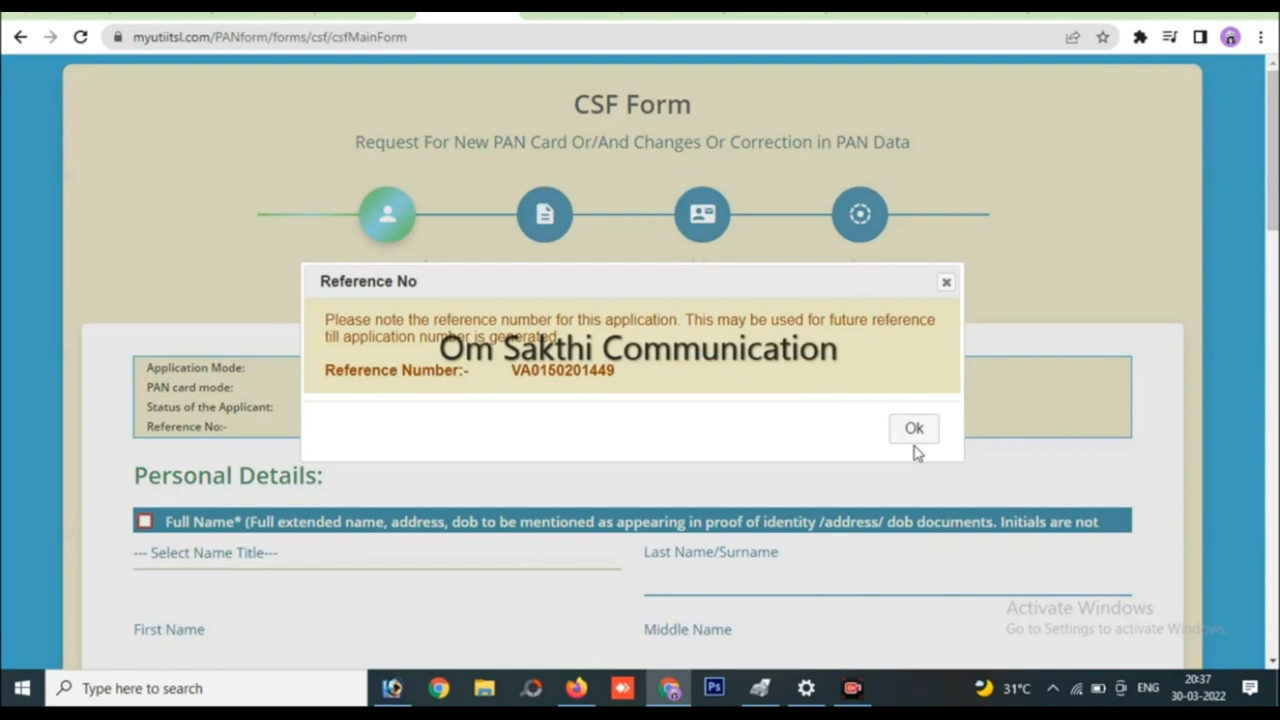 myutiitsl.com/PANform/forms/csf/csfMainForm
CSF Form
Request For New PAN Card Or/And Changes Or Correction in PAN Data
Reference No
Please note the reference number for this application. This may be used for future reference
till application number is generated.
Om Sakthi Communication
Reference Number:- VA0150201449
Ok
Application Mode:
PAN card mode:
Status of the Applicant:
Reference No:-
Personal Details:
Full Name* (Full extended name, address, dob to be mentioned as appearing in proof of identity /address/ dob documents. Initials are not
--- Select Name Title---
Last Name/Surname
First Name
Middle Name
Activate Windows
Go to Settings to activate Windows.
Type here to search
Ps
31°C
ENG
20:37
30-03-2022